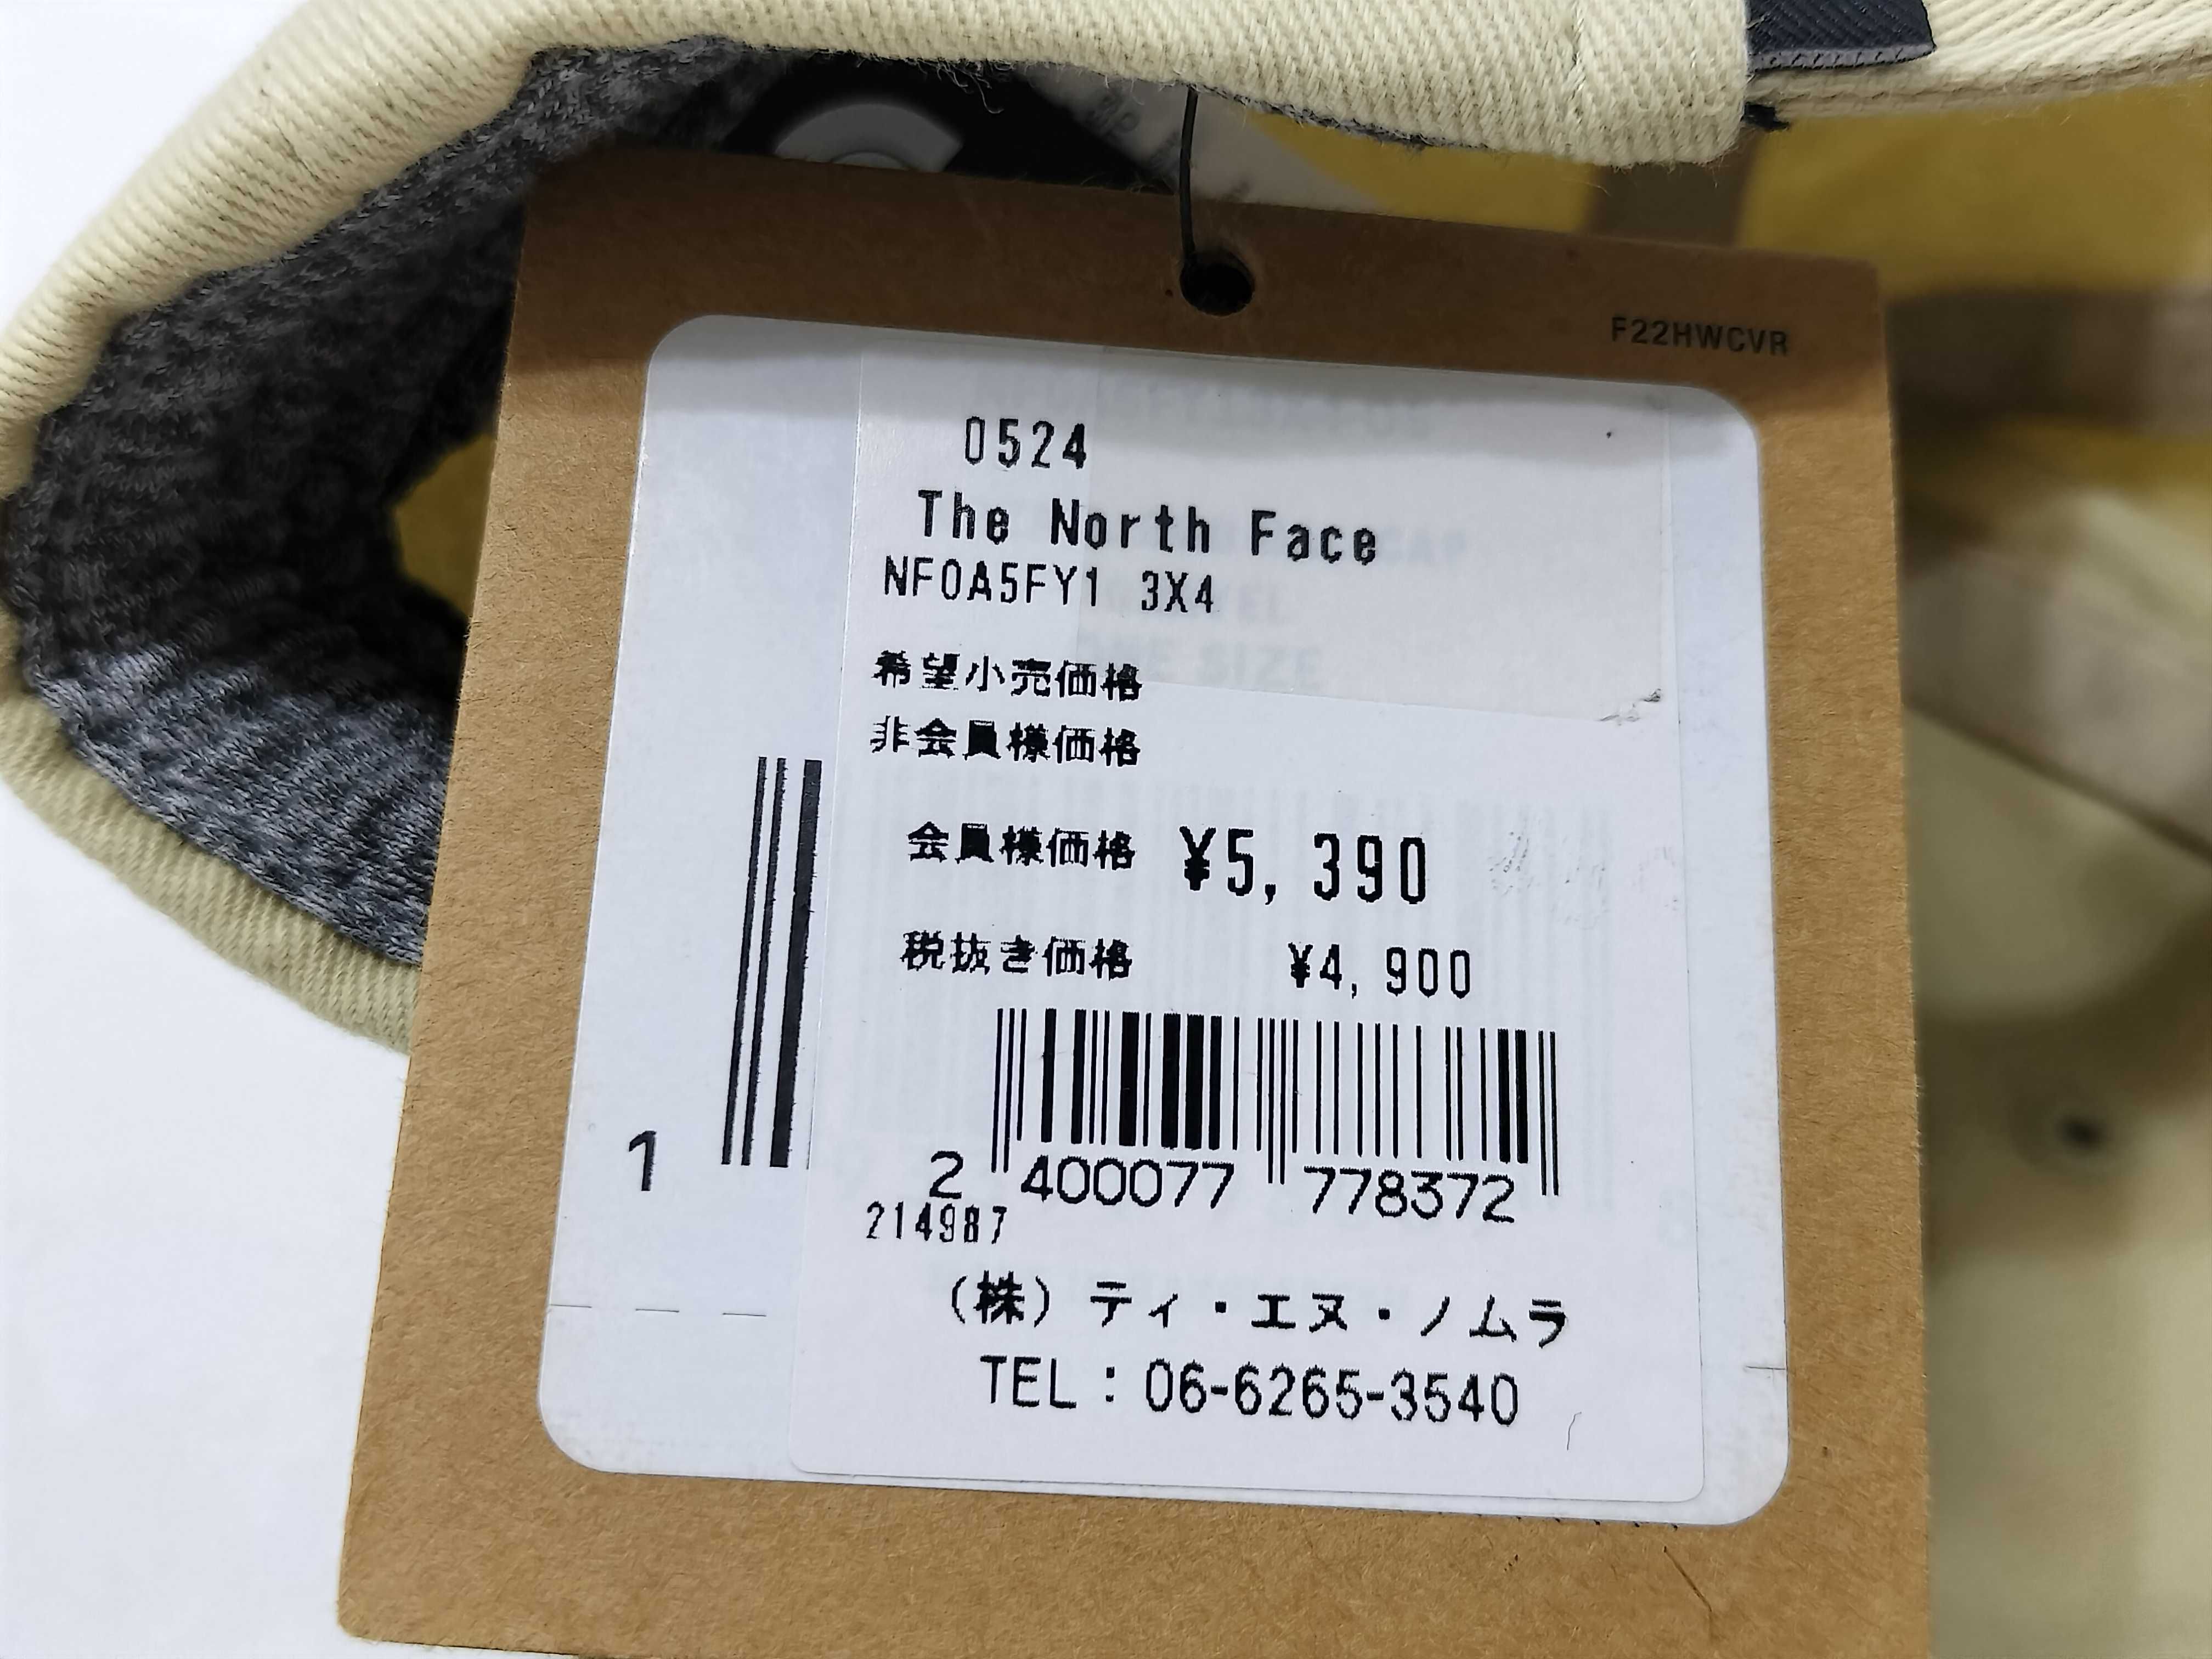 F22HWCVR
0524
The North Face
NF0A5FY1 3X4
ONE SIZE
希望小売価格
非会員様価格
会員様価格 ¥5,390
税抜き価格 ¥4,900
1
2 400077 778372
214987
(株)ティ・エヌ・ノムラ
TEL:06-6265-3540